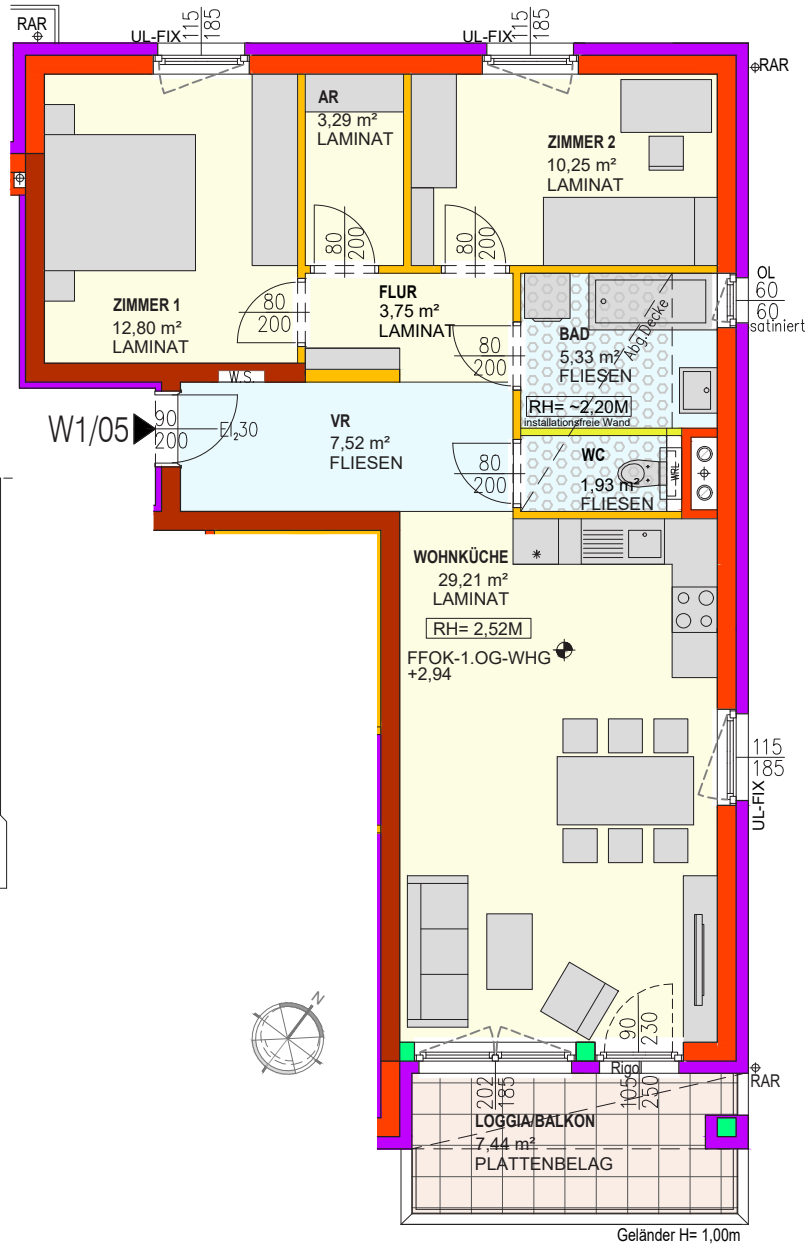 RAR
UL-FIX
115
185
UL-FIX
115
185
RAR
AR
3,29 m²
LAMINAT
ZIMMER 2
10,25 m²
LAMINAT
80
200
80
200
OL
60
60
satiniert
ZIMMER 1
12,80 m²
LAMINAT
80
200
FLUR
3,75 m²
LAMINAT
80
200
BAD
5,33 m²
FLIESEN
Abg.Decke
RH= ~2,20M
installationsfreie Wand
W.S.
W1/05
90
200
EI₂30
VR
7,52 m²
FLIESEN
80
200
WC
1,93 m²
FLIESEN
WRL
WOHNKÜCHE
29,21 m²
LAMINAT
RH= 2,52M
FFOK-1.OG-WHG
+2,94
115
185
UL-FIX
N
90
230
Rigol
202
185
105
250
RAR
LOGGIA/BALKON
7,44 m²
PLATTENBELAG
Geländer H= 1,00m